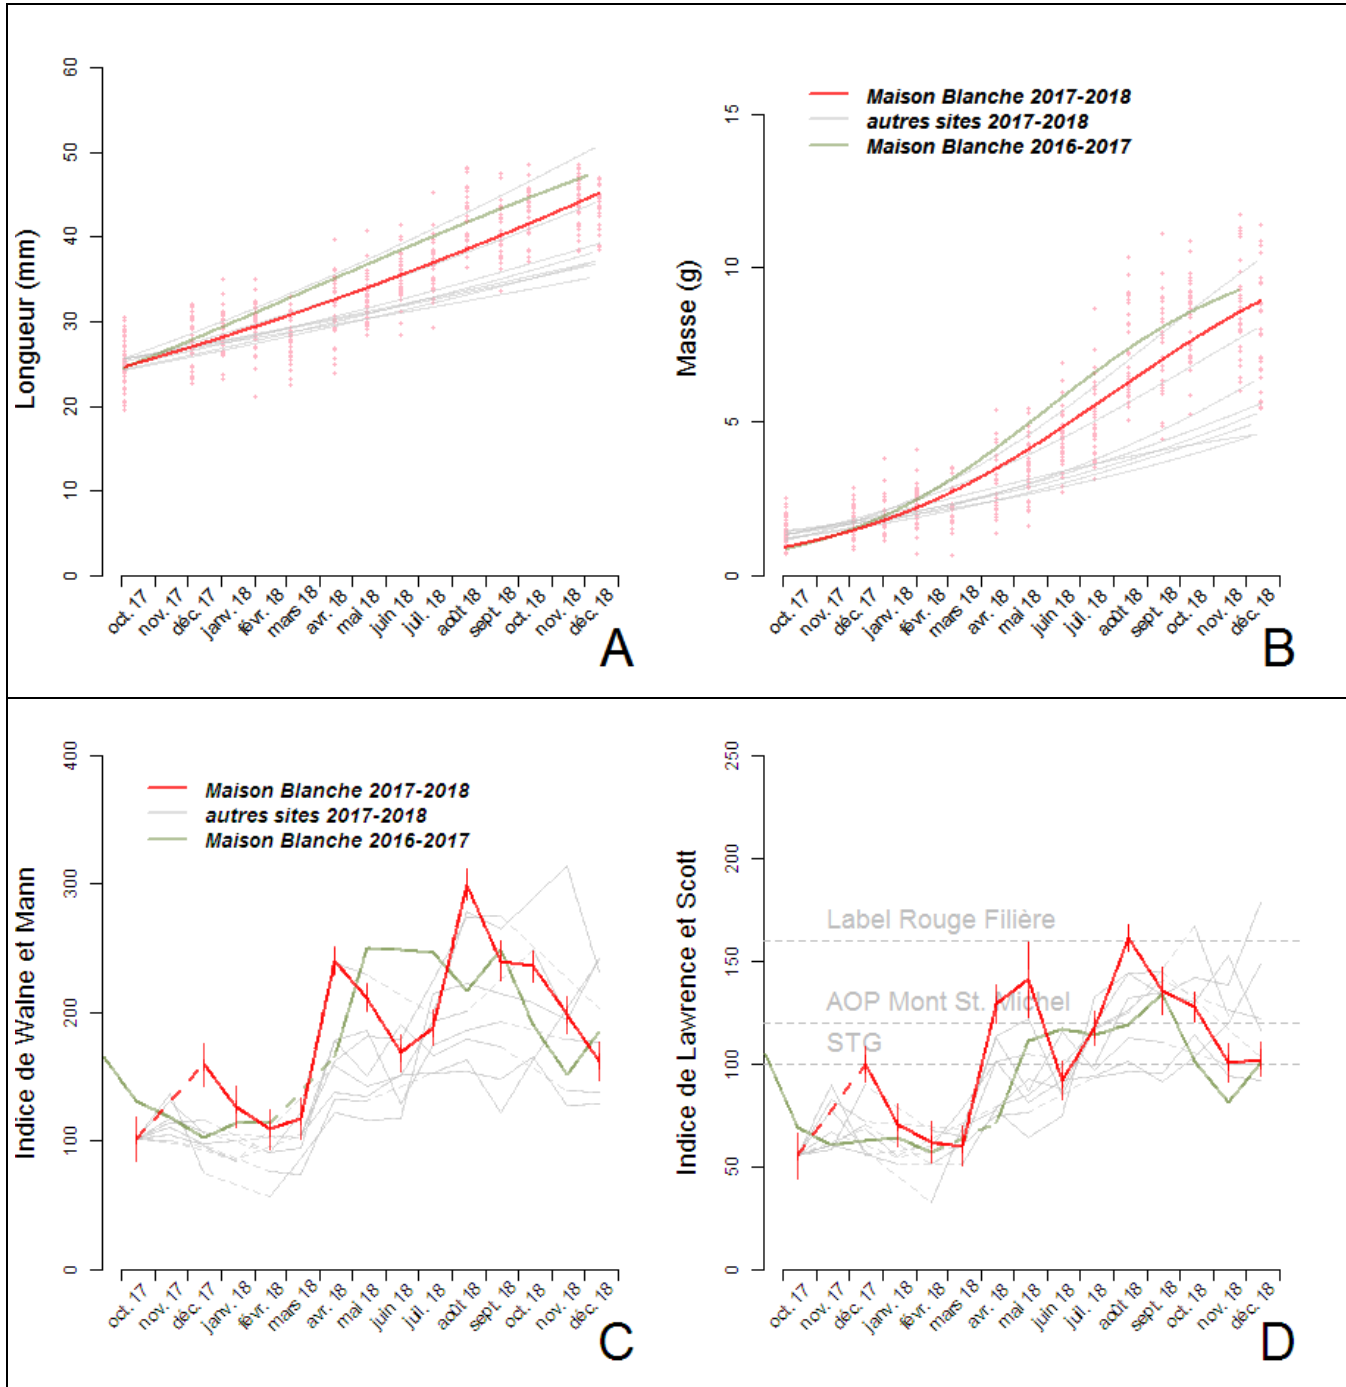 Longueur (mm)
0
10
20
30
40
50
60
oct. 17
nov. 17
déc. 17
janv. 18
févr. 18
mars 18
avr. 18
mai 18
juin 18
juil. 18
août 18
sept. 18
oct. 18
nov. 18
déc. 18
A
Masse (g)
0
5
10
15
Maison Blanche 2017-2018
autres sites 2017-2018
Maison Blanche 2016-2017
oct. 17
nov. 17
déc. 17
janv. 18
févr. 18
mars 18
avr. 18
mai 18
juin 18
juil. 18
août 18
sept. 18
oct. 18
nov. 18
déc. 18
B
Indice de Walne et Mann
0
100
200
300
400
Maison Blanche 2017-2018
autres sites 2017-2018
Maison Blanche 2016-2017
oct. 17
nov. 17
déc. 17
janv. 18
févr. 18
mars 18
avr. 18
mai 18
juin 18
juil. 18
août 18
sept. 18
oct. 18
nov. 18
déc. 18
C
Indice de Lawrence et Scott
0
50
100
150
200
250
Label Rouge Filière
AOP Mont St. Michel
STG
oct. 17
nov. 17
déc. 17
janv. 18
févr. 18
mars 18
avr. 18
mai 18
juin 18
juil. 18
août 18
sept. 18
oct. 18
nov. 18
déc. 18
D